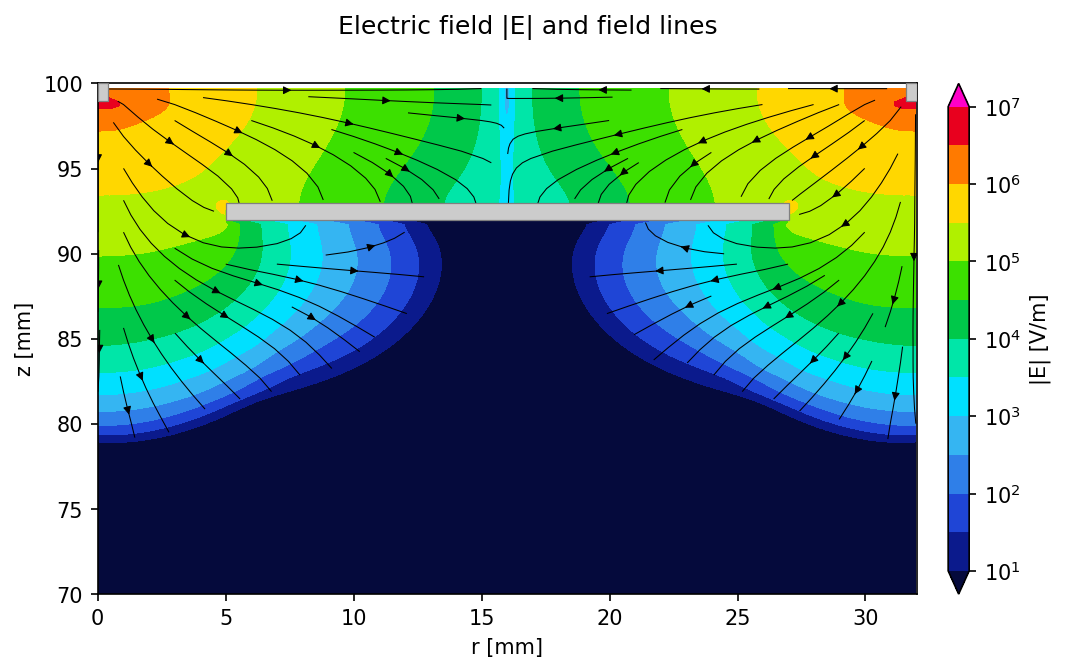 Electric field |E| and field lines
100
95
90
85
80
75
70
z [mm]
0 5 10 15 20 25 30
r [mm]
10⁷
10⁶
10⁵
10⁴
10³
10²
10¹
|E| [V/m]